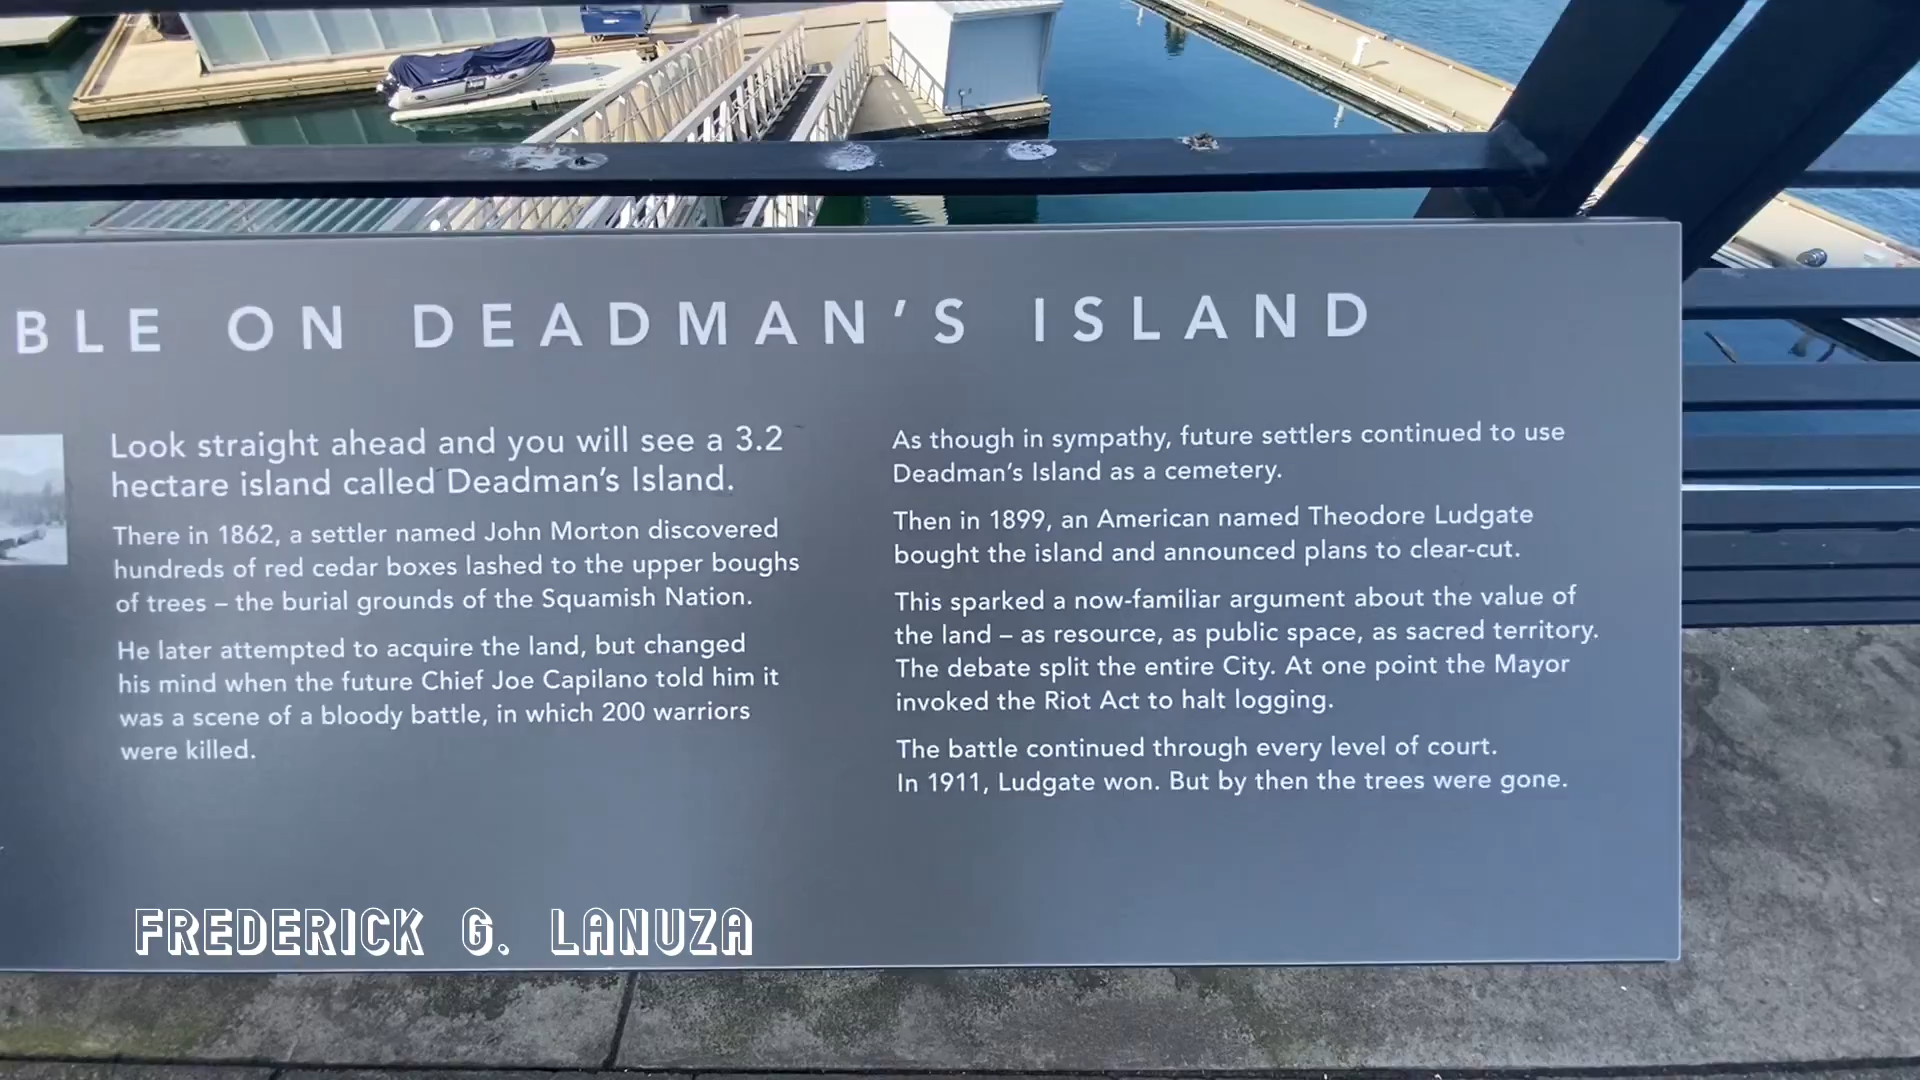 BLE ON DEADMAN'S ISLAND
Look straight ahead and you will see a 3.2
hectare island called Deadman's Island.
There in 1862, a settler named John Morton discovered
hundreds of red cedar boxes lashed to the upper boughs
of trees – the burial grounds of the Squamish Nation.
He later attempted to acquire the land, but changed
his mind when the future Chief Joe Capilano told him it
was a scene of a bloody battle, in which 200 warriors
were killed.
As though in sympathy, future settlers continued to use
Deadman's Island as a cemetery.
Then in 1899, an American named Theodore Ludgate
bought the island and announced plans to clear-cut.
This sparked a now-familiar argument about the value of
the land – as resource, as public space, as sacred territory.
The debate split the entire City. At one point the Mayor
invoked the Riot Act to halt logging.
The battle continued through every level of court.
In 1911, Ludgate won. But by then the trees were gone.
FREDERICK G. LANUZA